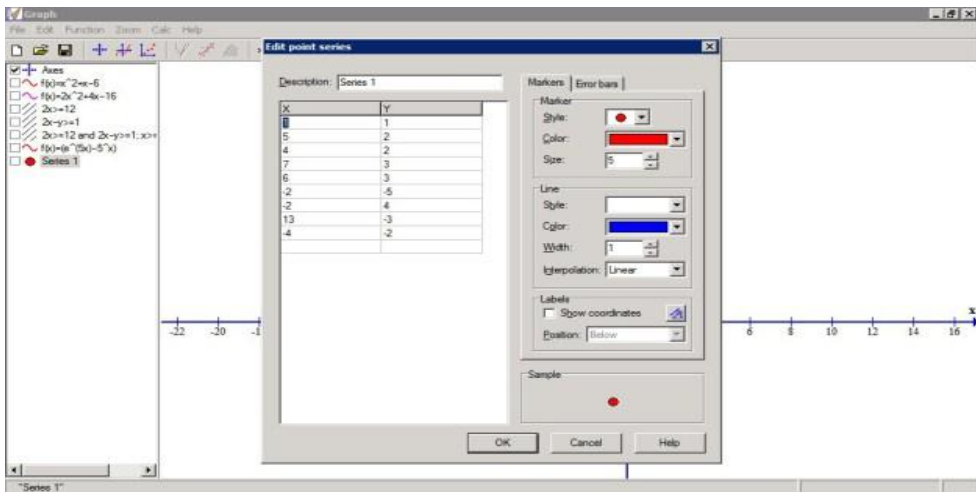 Graph
File Edit Function Zoom Calc Help
Axes
f(x)=x^2+x-6
f(x)=2x^2+4x-16
2x>=12
2x-y>=1
2x>=12 and 2x-y>=1; x>=
f(x)=(e^(5x)-5^x)
Series 1
Edit point series
Description: Series 1
X Y
1 1
5 2
4 2
7 3
6 3
-2 -5
-2 4
13 -3
-4 -2
Markers Error bars
Marker
Style:
Color:
Size: 5
Line
Style:
Color:
Width: 1
Interpolation: Linear
Labels
Show coordinates
Position: Below
Sample
OK Cancel Help
-22 -20 -1 6 8 10 12 14 16
x
"Series 1"